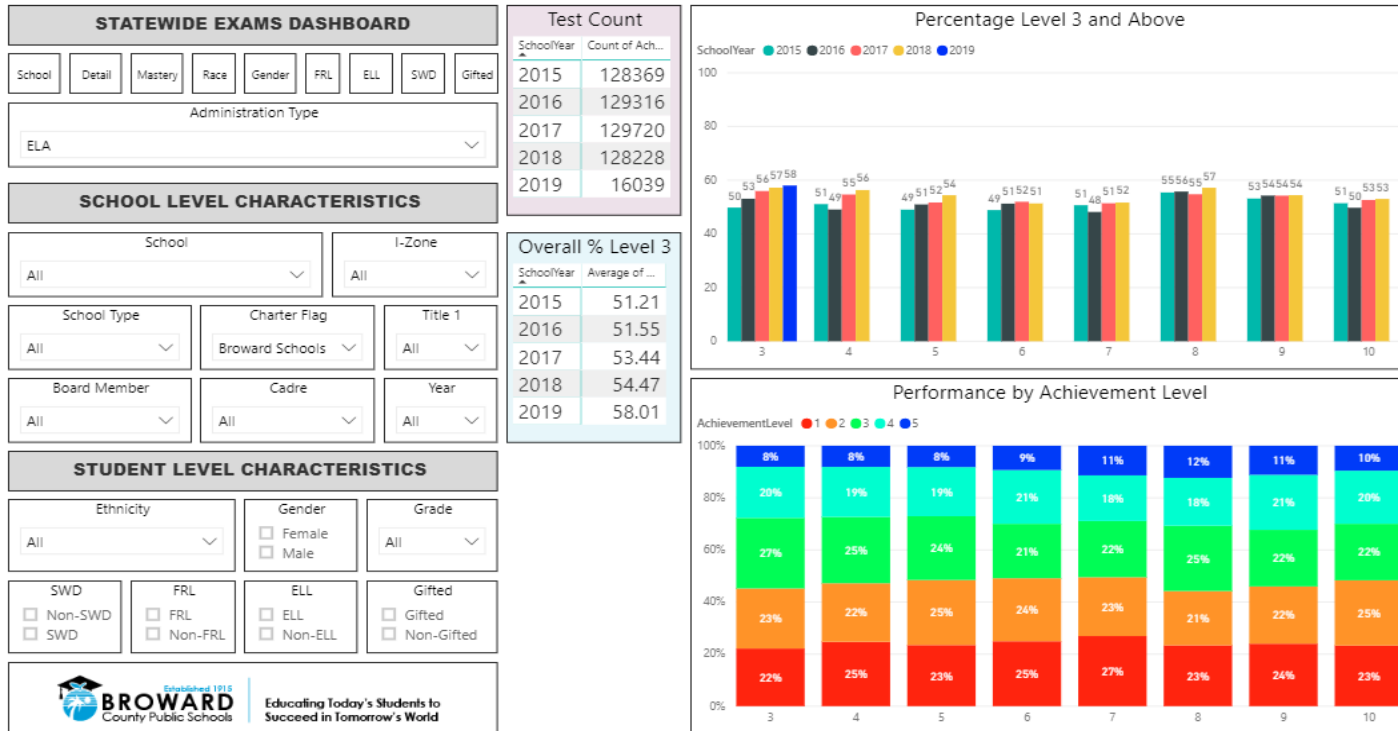 STATEWIDE EXAMS DASHBOARD
School Detail Mastery Race Gender FRL ELL SWD Gifted
Administration Type
ELA
SCHOOL LEVEL CHARACTERISTICS
School I-Zone
All All
School Type Charter Flag Title 1
All Broward Schools All
Board Member Cadre Year
All All All
STUDENT LEVEL CHARACTERISTICS
Ethnicity Gender Grade
All Female All
Male
SWD FRL ELL Gifted
Non-SWD FRL ELL Gifted
SWD Non-FRL Non-ELL Non-Gifted
Established 1915
BROWARD
County Public Schools
Educating Today's Students to
Succeed in Tomorrow's World
Test Count
SchoolYear Count of Ach...
2015 128369
2016 129316
2017 129720
2018 128228
2019 16039
Overall % Level 3
SchoolYear Average of ...
2015 51.21
2016 51.55
2017 53.44
2018 54.47
2019 58.01
Percentage Level 3 and Above
SchoolYear 2015 2016 2017 2018 2019
100
80
60
40
20
0
50 53 56 57 58
51 49 55 56
49 51 52 54
49 51 52 51
51 48 51 52
55 56 55 57
53 54 54 54
51 50 53 53
3 4 5 6 7 8 9 10
Performance by Achievement Level
AchievementLevel 1 2 3 4 5
100%
80%
60%
40%
20%
0%
8% 8% 8% 9% 11% 12% 11% 10%
20% 19% 19% 21% 18% 18% 21% 20%
27% 25% 24% 21% 22% 25% 22% 22%
23% 22% 25% 24% 23% 21% 22% 25%
22% 25% 23% 25% 27% 23% 24% 23%
3 4 5 6 7 8 9 10